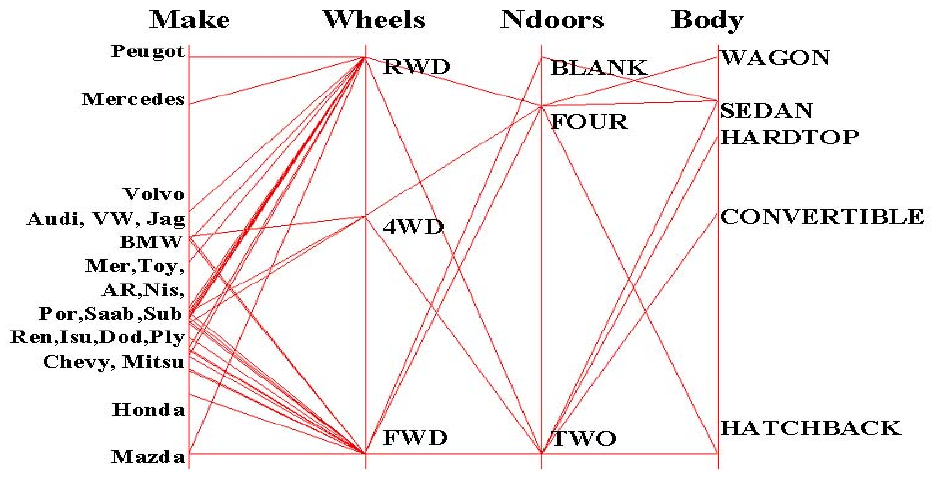 Make Wheels Ndoors Body
Peugot
RWD
BLANK
WAGON
Mercedes
FOUR
SEDAN
HARDTOP
Volvo
Audi, VW, Jag
4WD
CONVERTIBLE
BMW
Mer,Toy,
AR,Nis,
Por,Saab,Sub
Ren,Isu,Dod,Ply
Chevy, Mitsu
Honda
FWD
TWO
HATCHBACK
Mazda